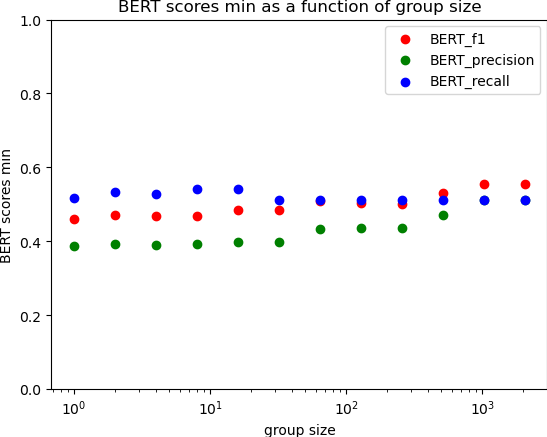 BERT scores min as a function of group size
BERT_f1
BERT_precision
BERT_recall
BERT scores min
1.0
0.8
0.6
0.4
0.2
0.0
10⁰
10¹
10²
10³
group size